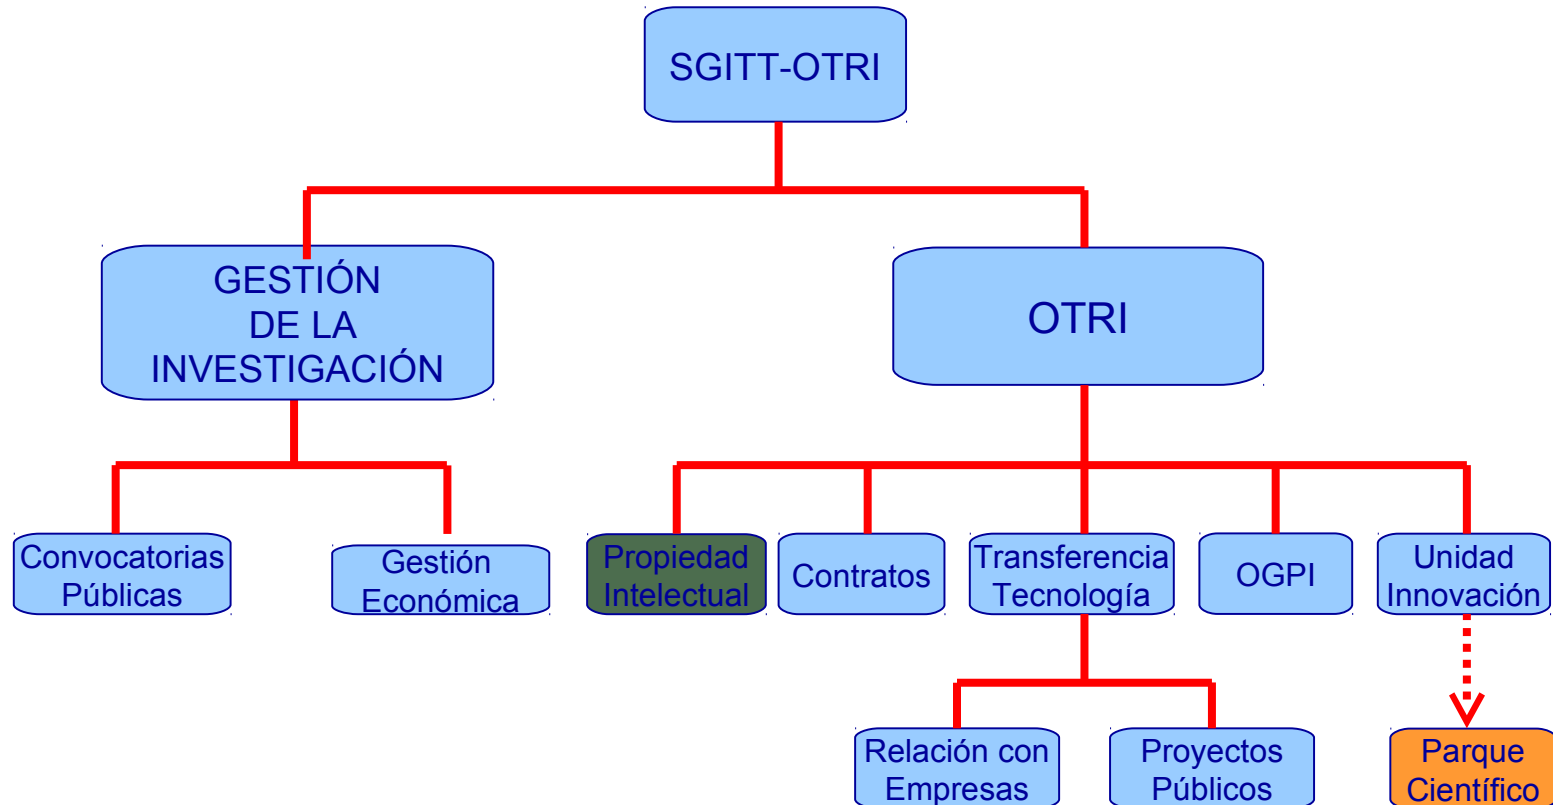 SGITT-OTRI
GESTIÓN
DE LA
INVESTIGACIÓN
OTRI
Convocatorias
Públicas
Gestión
Económica
Propiedad
Intelectual
Contratos
Transferencia
Tecnología
OGPI
Unidad
Innovación
Relación con
Empresas
Proyectos
Públicos
Parque
Científico